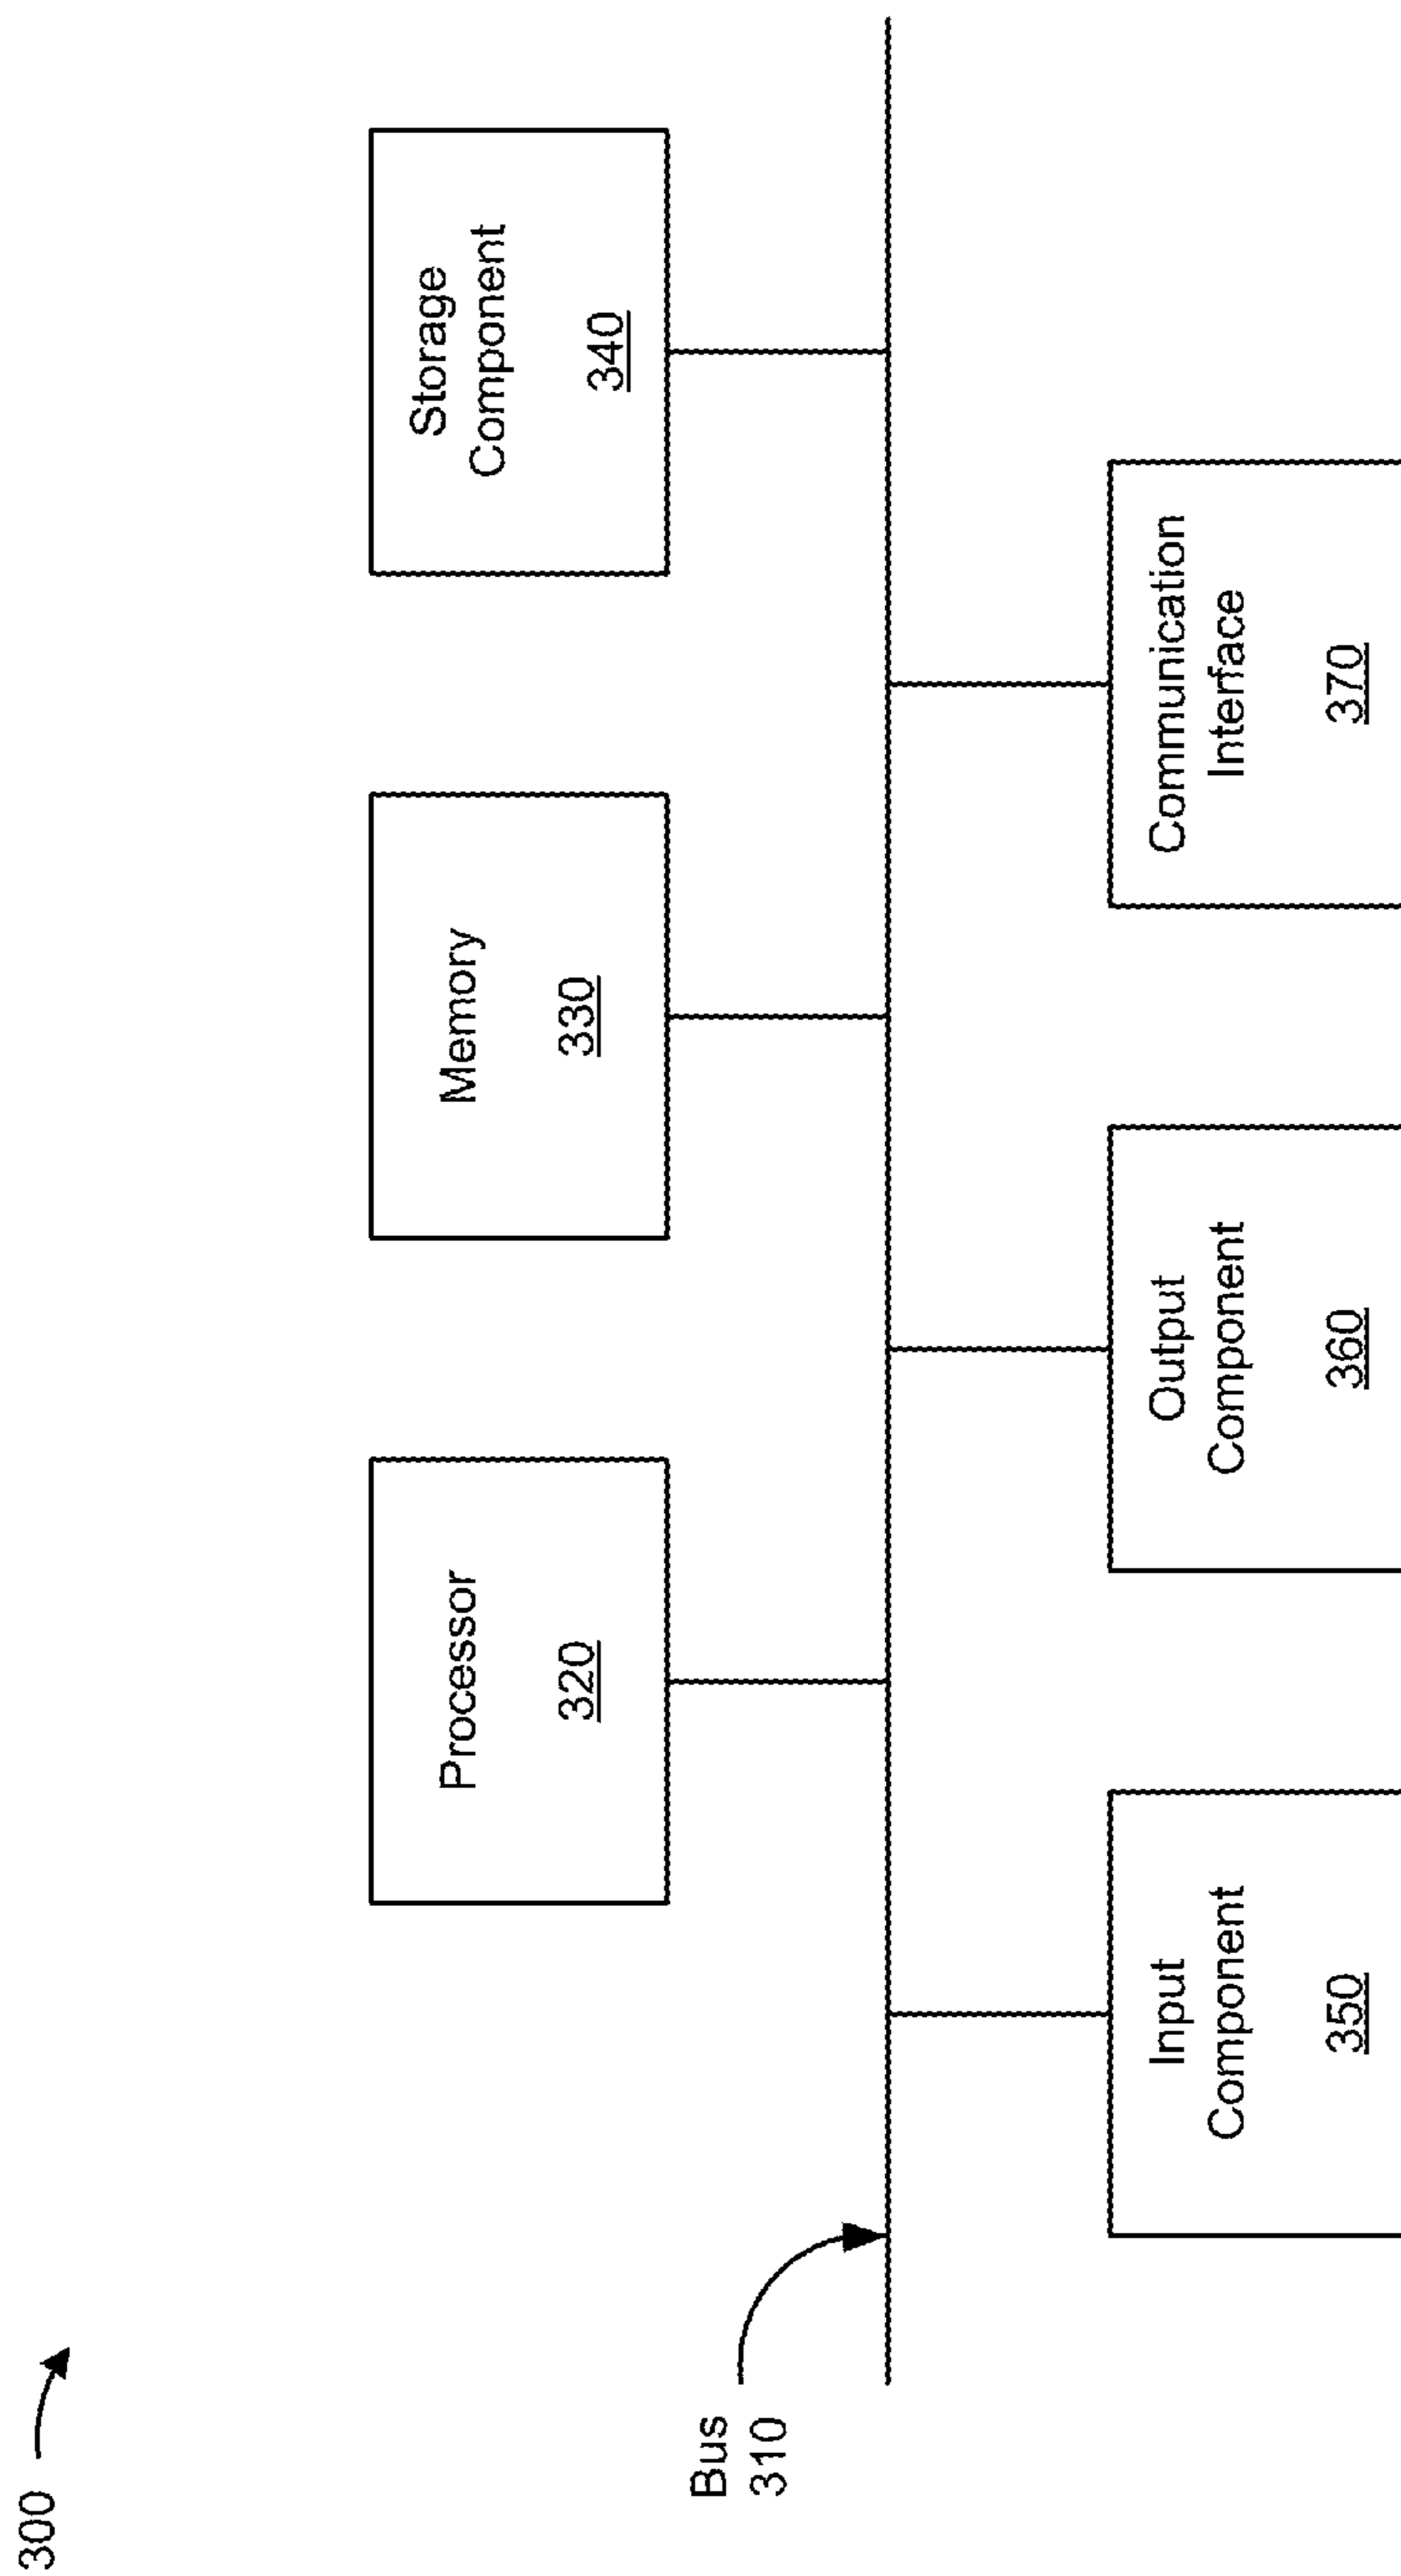 300
Bus
310
Processor
320
Memory
330
Storage
Component
340
Input
Component
350
Output
Component
360
Communication
Interface
370